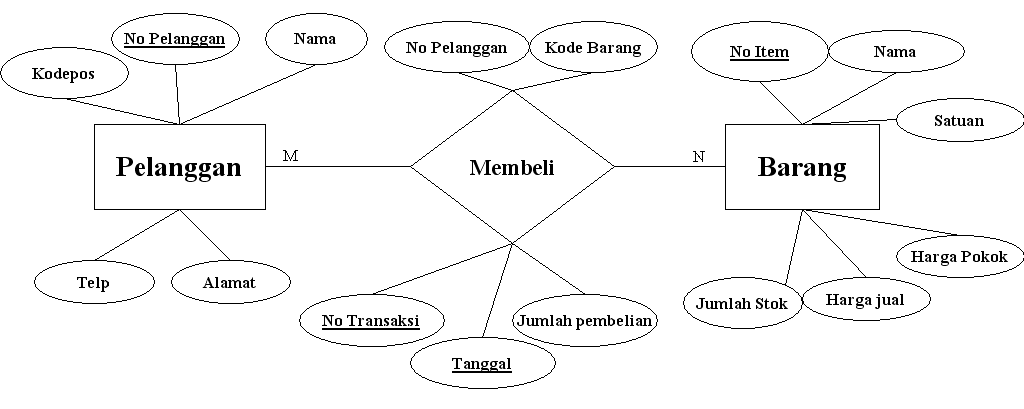 No Pelanggan
Nama
Kodepos
No Pelanggan
Kode Barang
No Item
Nama
Satuan
Pelanggan
M
Membeli
N
Barang
Telp
Alamat
No Transaksi
Tanggal
Jumlah pembelian
Jumlah Stok
Harga jual
Harga Pokok